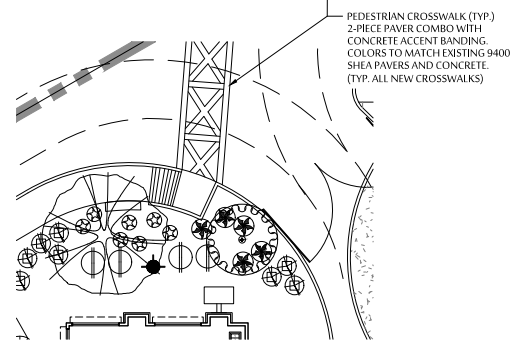 PEDESTRIAN CROSSWALK (TYP.)
2-PIECE PAVER COMBO WITH
CONCRETE ACCENT BANDING.
COLORS TO MATCH EXISTING 9400
SHEA PAVERS AND CONCRETE.
(TYP. ALL NEW CROSSWALKS)